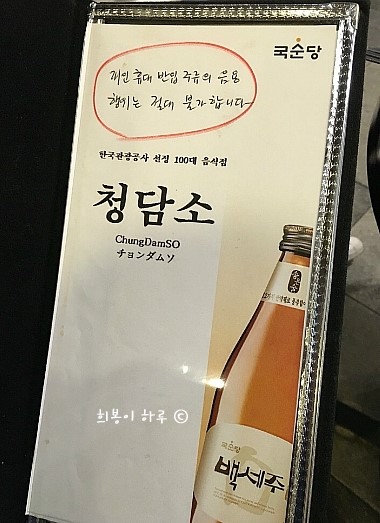 국순당
개인 휴대 반입 주류의 음용
행위는 절대 불가합니다
한국관광공사 선정 100대 음식점
청담소
ChungDamSO
チョンダムソ
희봉이 하루 ©
국순당
백세주